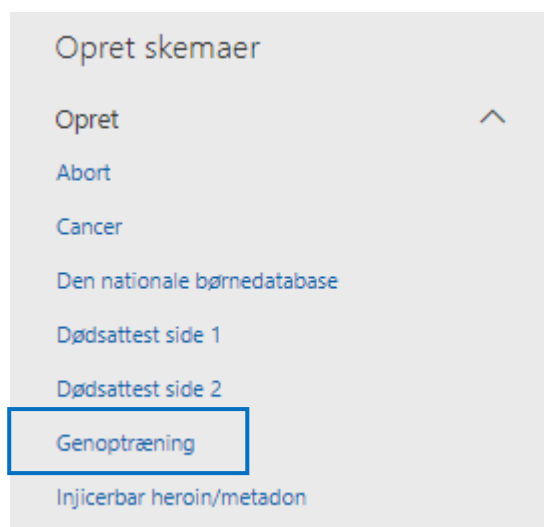 Opret skemaer
Opret
Abort
Cancer
Den nationale børnedatabase
Dødsattest side 1
Dødsattest side 2
Genoptræning
Injicerbar heroin/metadon